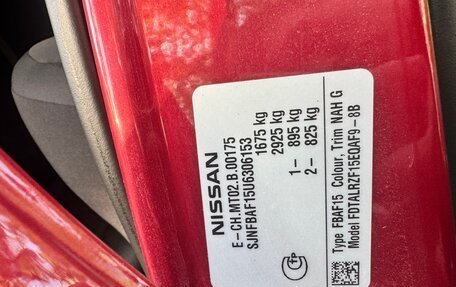 NISSAN
E-CH.MT02.B.00175
SJNFBAF15U6306153
1675 kg
2925 kg
1- 895 kg
2- 825 kg
Type FBAF15 Colour, Trim NAH G
Model FDTALRZF15EQAF9-8B